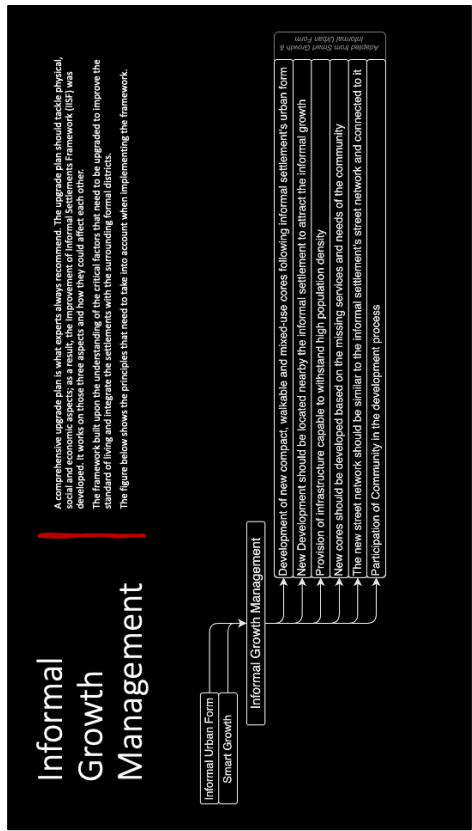 Informal
Growth
Management
A comprehensive upgrade plan is what experts always recommend. The upgrade plan should tackle physical,
social and economic aspects; as a result, the Improvement of Informal Settlements Framework (IISF) was
developed. It works on those three aspects and how they could affect each other.
The framework built upon the understanding of the critical factors that need to be upgraded to improve the
standard of living and integrate the settlements with the surrounding formal districts.
The figure below shows the principles that need to take into account when implementing the framework.
Informal Urban Form
Smart Growth
Informal Growth Management
Development of new compact, walkable and mixed-use cores following informal settlement's urban form
New Development should be located nearby the informal settlement to attract the informal growth
Provision of infrastructure capable to withstand high population density
New cores should be developed based on the missing services and needs of the community
The new street network should be similar to the informal settlement's street network and connected to it
Participation of Community in the development process
Adapted from Smart Growth &
Informal Urban Form